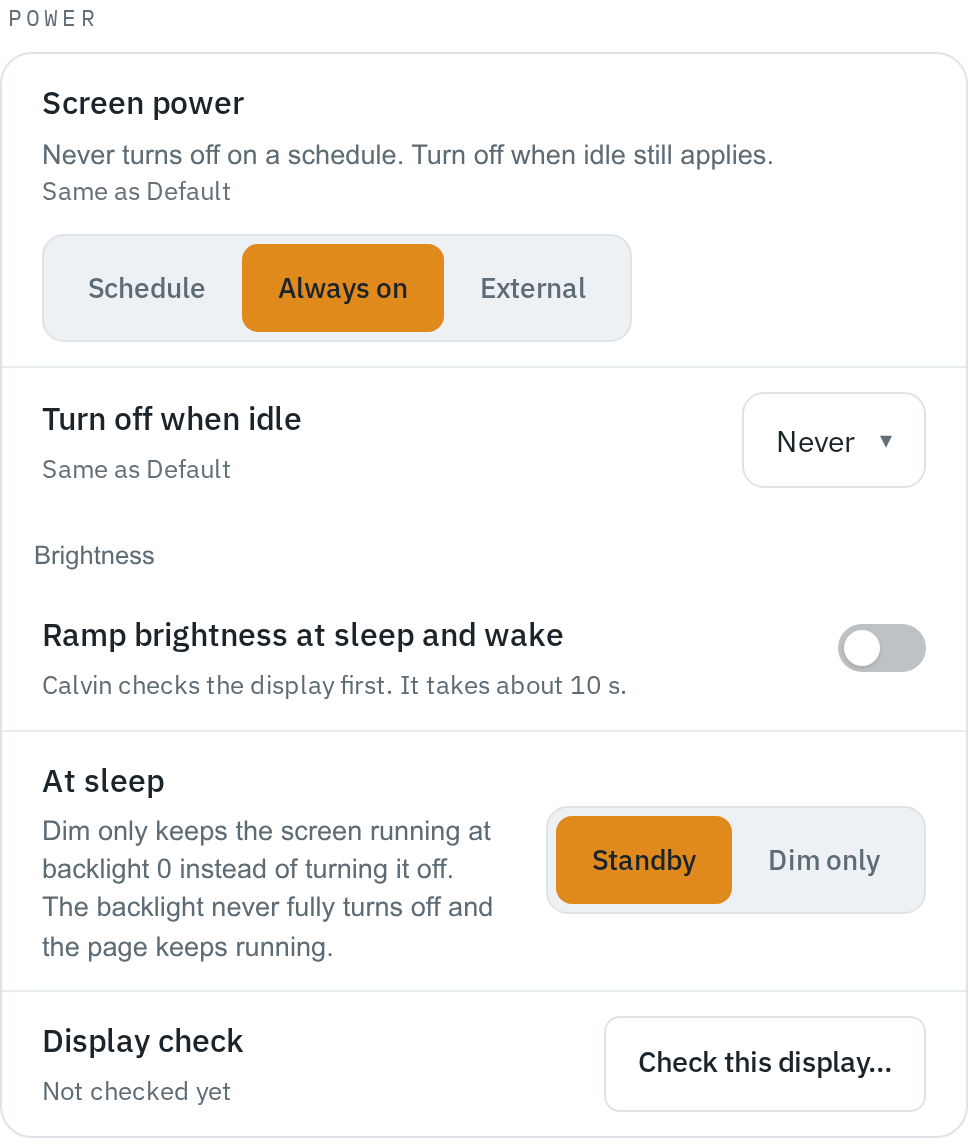 POWER
Screen power
Never turns off on a schedule. Turn off when idle still applies.
Same as Default
Schedule Always on External
Turn off when idle
Same as Default
Never ▼
Brightness
Ramp brightness at sleep and wake
Calvin checks the display first. It takes about 10 s.
At sleep
Dim only keeps the screen running at
backlight 0 instead of turning it off.
The backlight never fully turns off and
the page keeps running.
Standby Dim only
Display check
Not checked yet
Check this display...